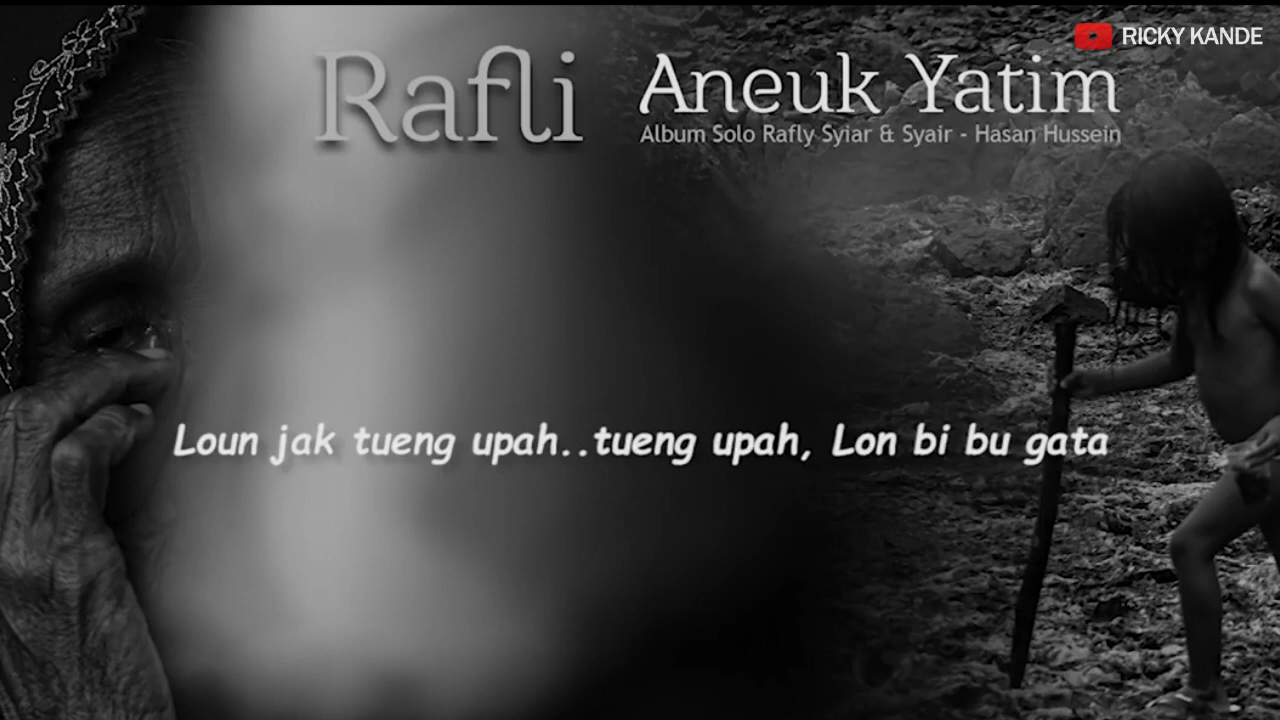 RICKY KANDE
Rafli
Aneuk Yatim
Album Solo Rafly Syiar & Syair - Hasan Hussein
Loun jak tueng upah..tueng upah, Lon bi bu gata